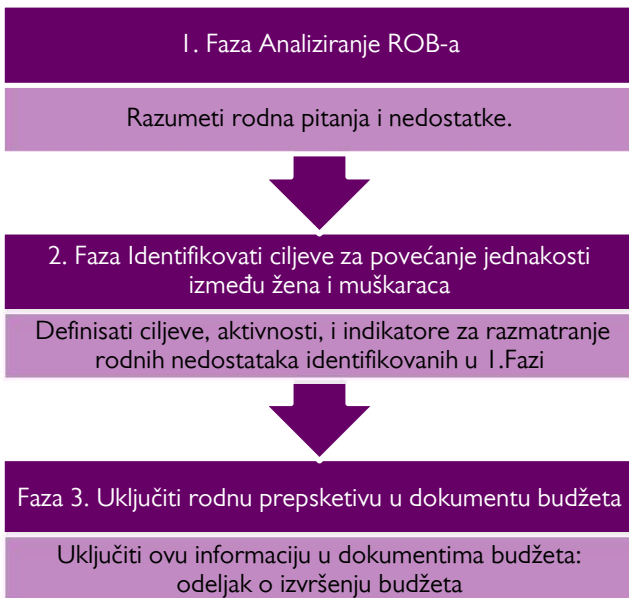 1. Faza Analiziranje ROB-a
Razumeti rodna pitanja i nedostatke.
2. Faza Identifikovati ciljeve za povećanje jednakosti
između žena i muškaraca
Definisati ciljeve, aktivnosti, i indikatore za razmatranje
rodnih nedostataka identifikovanih u 1.Fazi
Faza 3. Uključiti rodnu prepsketivu u dokumentu budžeta
Uključiti ovu informaciju u dokumentima budžeta:
odeljak o izvršenju budžeta